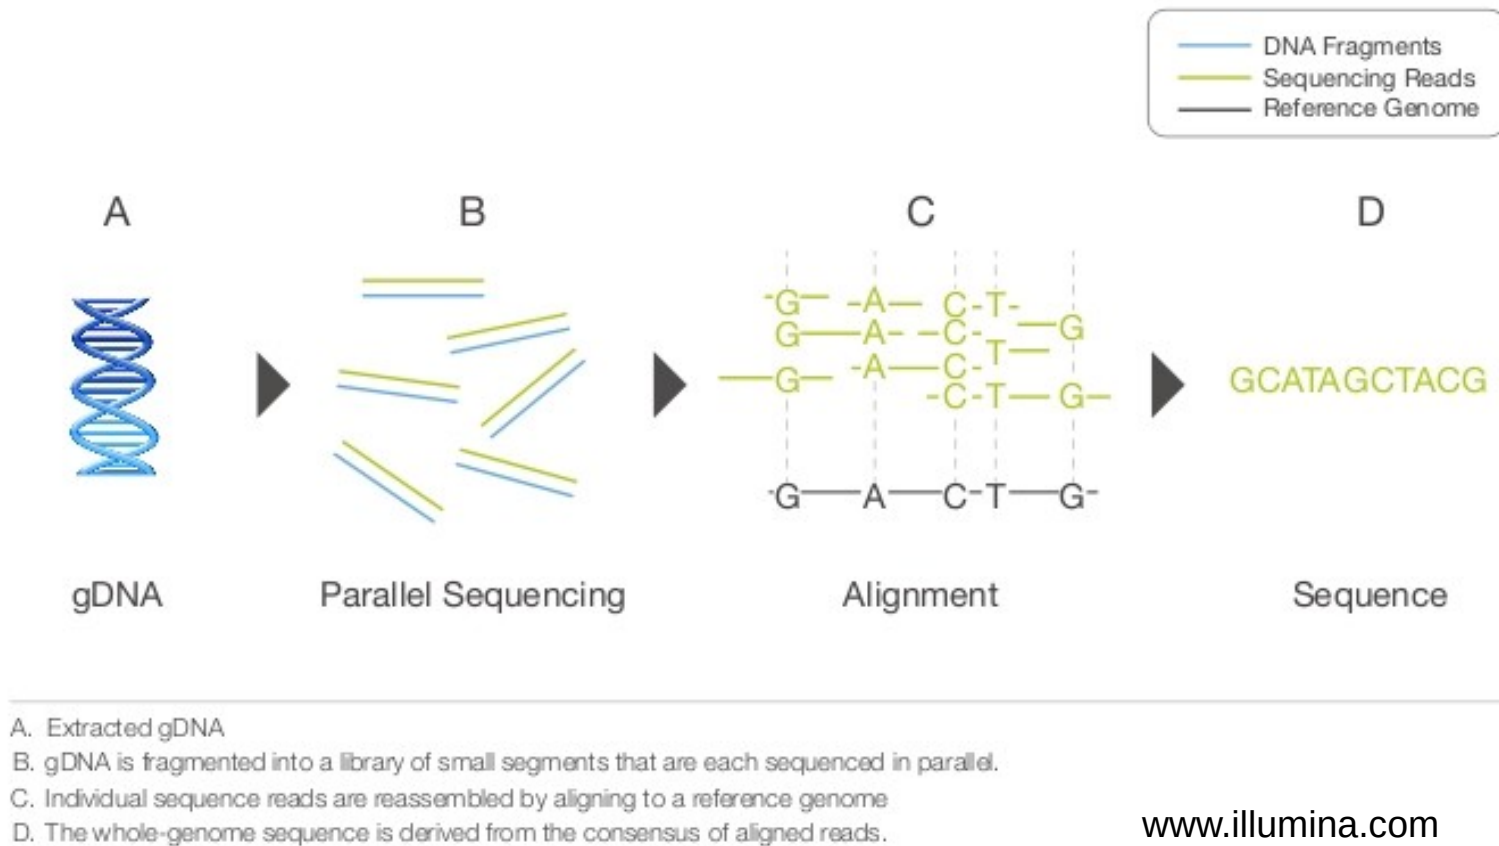 DNA Fragments
Sequencing Reads
Reference Genome
A
B
C
D
-G— -A— C-T-
G—A- -C- —G
-A—C- T—
—G—
-C-T—G—
-G—A—C-T—G-
GCATAGCTACG
gDNA
Parallel Sequencing
Alignment
Sequence
A. Extracted gDNA
B. gDNA is fragmented into a library of small segments that are each sequenced in parallel.
C. Individual sequence reads are reassembled by aligning to a reference genome
D. The whole-genome sequence is derived from the consensus of aligned reads.
www.illumina.com